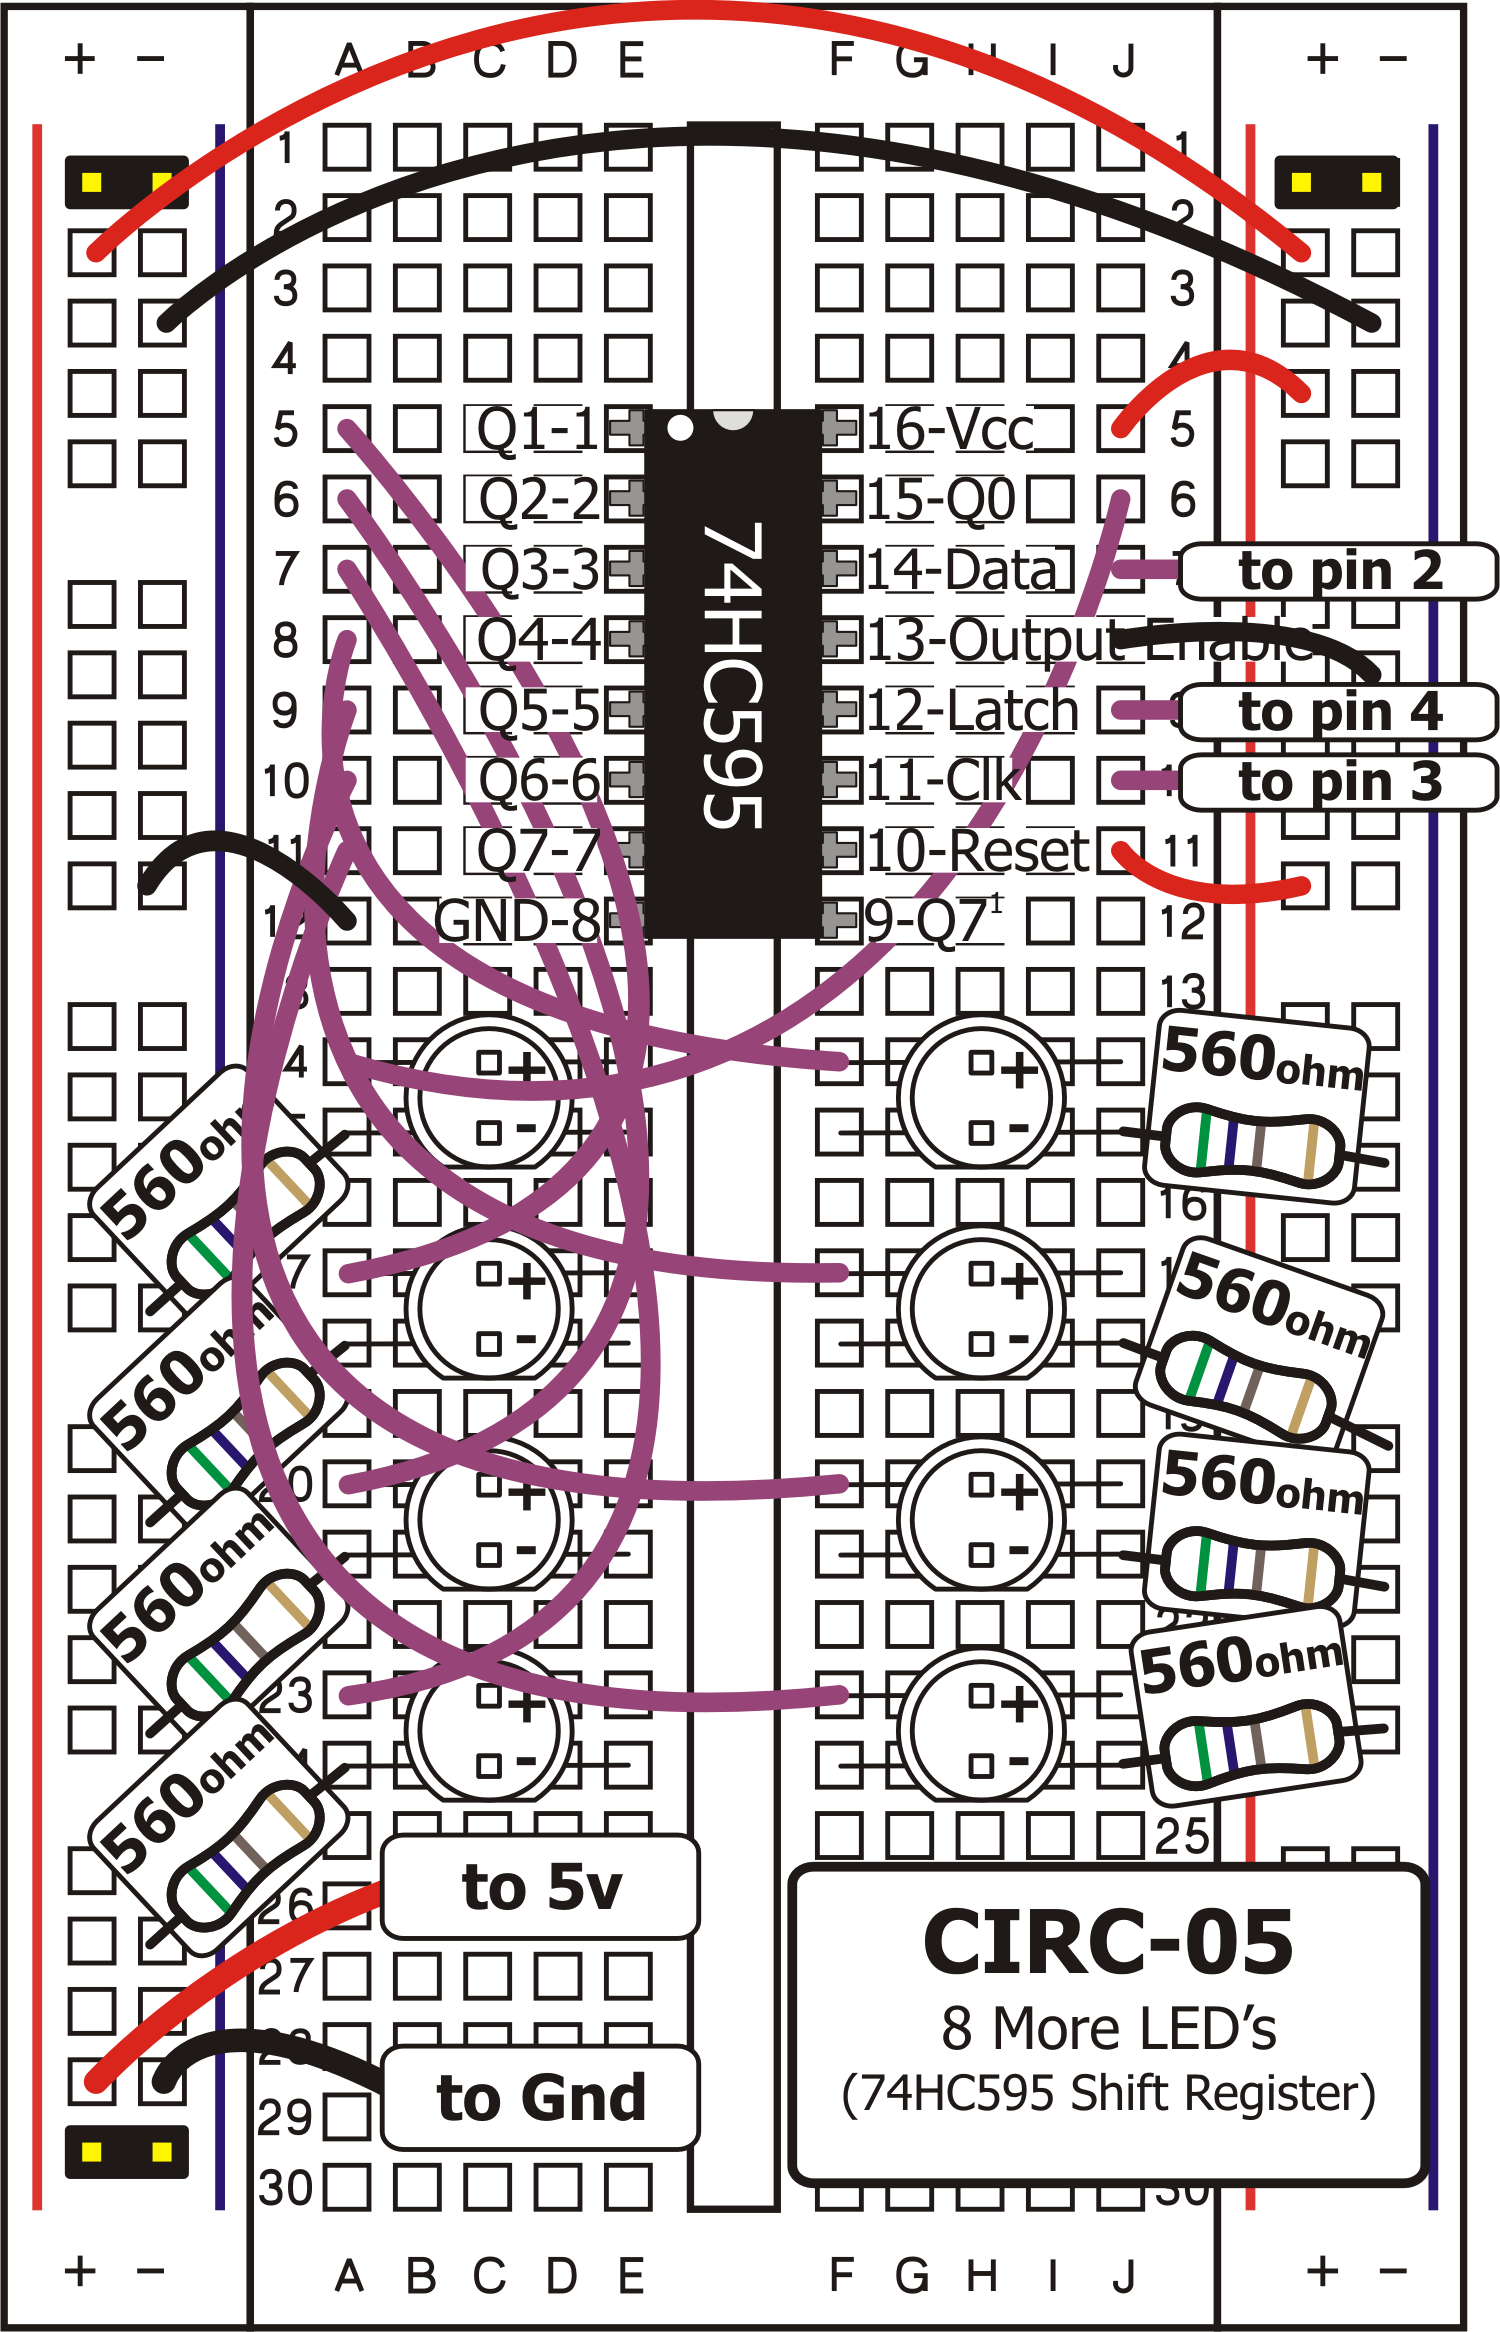 + − A B C D E F G H I J + −
1 1
2 2
3 3
4 4
5 Q1-1 16-Vcc 5
6 Q2-2 15-Q0 6
7 Q3-3 14-Data to pin 2
8 Q4-4 13-Output Enable
9 Q5-5 12-Latch to pin 4
10 Q6-6 11-Clk to pin 3
11 Q7-7 10-Reset 11
GND-8 9-Q7¹ 12
74HC595
13
+ +
- -
560ohm
560ohm
16
+ +
- -
560ohm
560ohm
20
+ +
- -
560ohm
560ohm
23
+ +
- -
560ohm
560ohm
25
26 to 5v
27
28
29 to Gnd
30 30
CIRC-05
8 More LED’s
(74HC595 Shift Register)
+ − A B C D E F G H I J + −